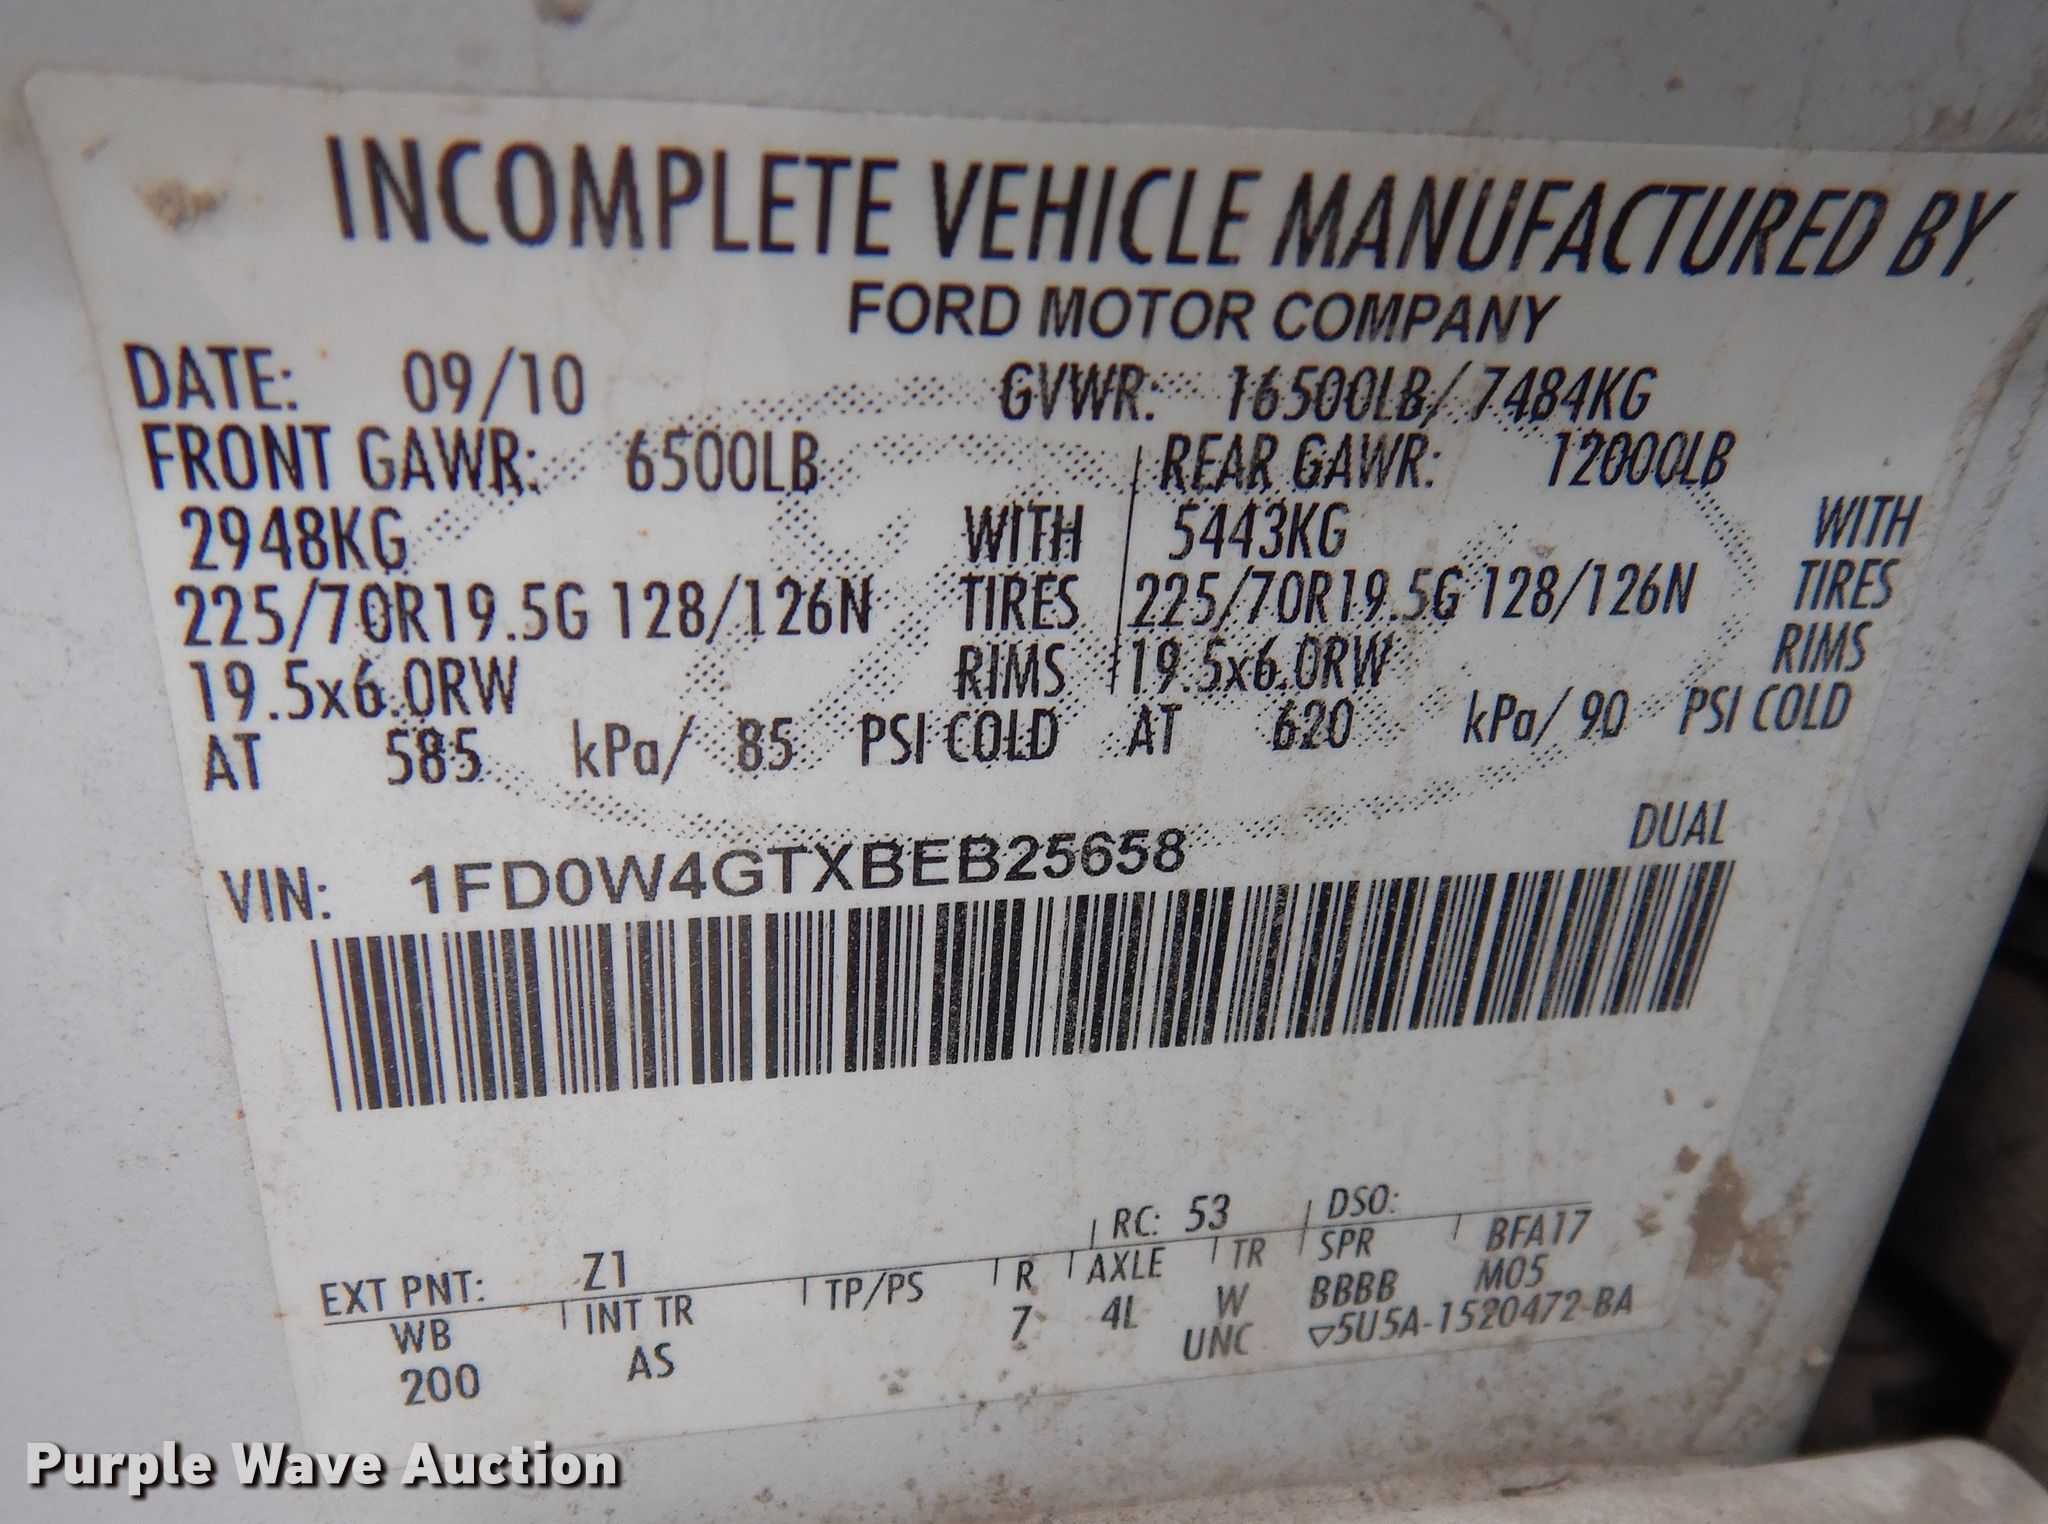 INCOMPLETE VEHICLE MANUFACTURED BY
FORD MOTOR COMPANY
DATE: 09/10 GVWR: 16500LB/ 7484KG
FRONT GAWR: 6500LB REAR GAWR: 12000LB
2948KG WITH 5443KG WITH
225/70R19.5G 128/126N TIRES 225/70R19.5G 128/126N TIRES
19.5x6.0RW RIMS 19.5x6.0RW RIMS
AT 585 kPa/ 85 PSI COLD AT 620 kPa/ 90 PSI COLD
DUAL
VIN: 1FD0W4GTXBEB25658
EXT PNT: Z1 RC: 53 DSO:
WB INT TR TP/PS R AXLE TR SPR BFA17
200 AS 7 4L W BBBB M05
UNC ▽5U5A-1520472-BA
Purple Wave Auction